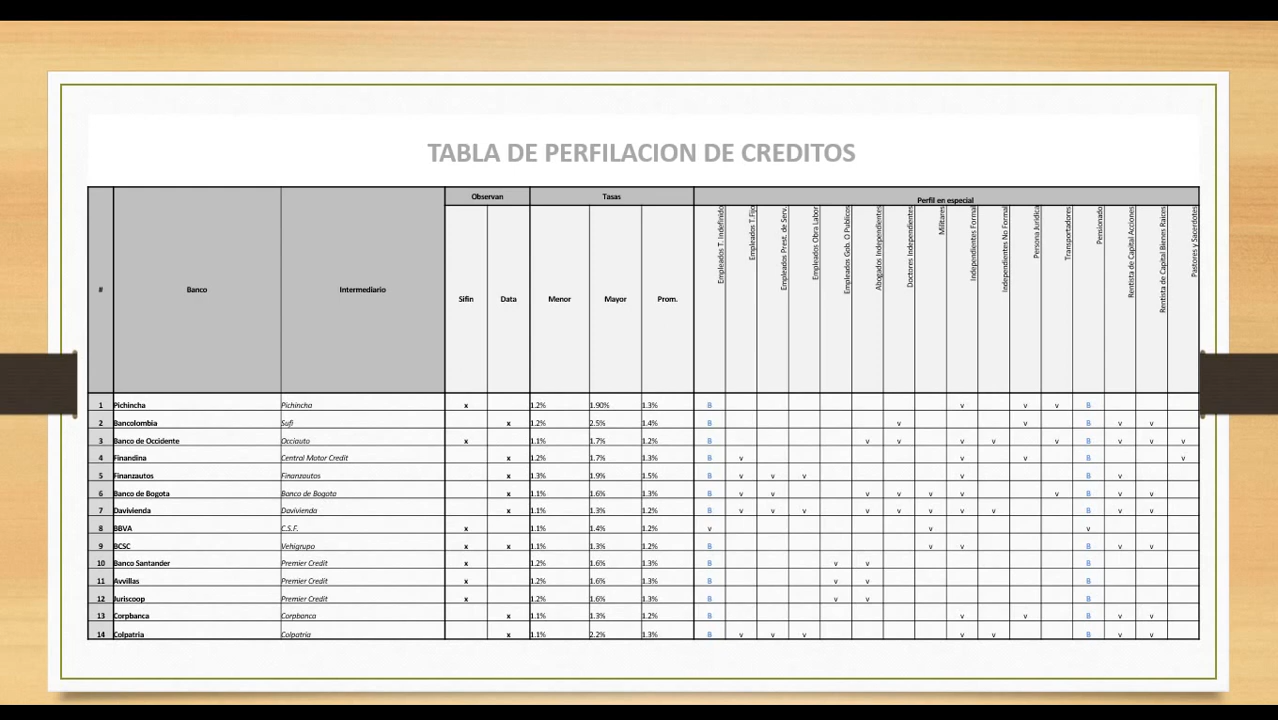 TABLA DE PERFILACION DE CREDITOS
# Banco Intermediario Observan Tasas Perfil en especial
Sifin Data Menor Mayor Prom. Empleados T. Indefinido Empleados T.Fijo Empleados Prest. de Serv. Empleados Obra Labor Empleados Gob. O Publicos Abogados Independientes Doctores Independientes Militares Independientes Formal Independientes No Formal Persona Juridica Transportadores Pensionado Rentista de Capital Acciones Rentista de Capital Bienes Raices Pastores y Sacerdotes
1 Pichincha Pichincha x 1.2% 1.90% 1.3% B v v v B
2 Bancolombia Sufi x 1.2% 2.5% 1.4% B v v B v v
3 Banco de Occidente Occiauto x 1.1% 1.7% 1.2% B v v v v v B v v v
4 Finandina Central Motor Credit x 1.2% 1.7% 1.3% B v v v B v
5 Finanzautos Finanzautos x 1.3% 1.9% 1.5% B v v v v B v
6 Banco de Bogota Banco de Bogota x 1.1% 1.6% 1.3% B v v v v v v v B v v
7 Davivienda Davivienda x 1.1% 1.3% 1.2% B v v v v v v v v B v v
8 BBVA C.S.F. x 1.1% 1.4% 1.2% v v v
9 BCSC Vehigrupo x x 1.1% 1.3% 1.2% B v v B v v
10 Banco Santander Premier Credit x 1.2% 1.6% 1.3% B v v B
11 Avvillas Premier Credit x 1.2% 1.6% 1.3% B v v B
12 Juriscoop Premier Credit x 1.2% 1.6% 1.3% B v v B
13 Corpbanca Corpbanca x 1.1% 1.3% 1.2% B v v B v v
14 Colpatria Colpatria x 1.1% 2.2% 1.3% B v v v v v B v v